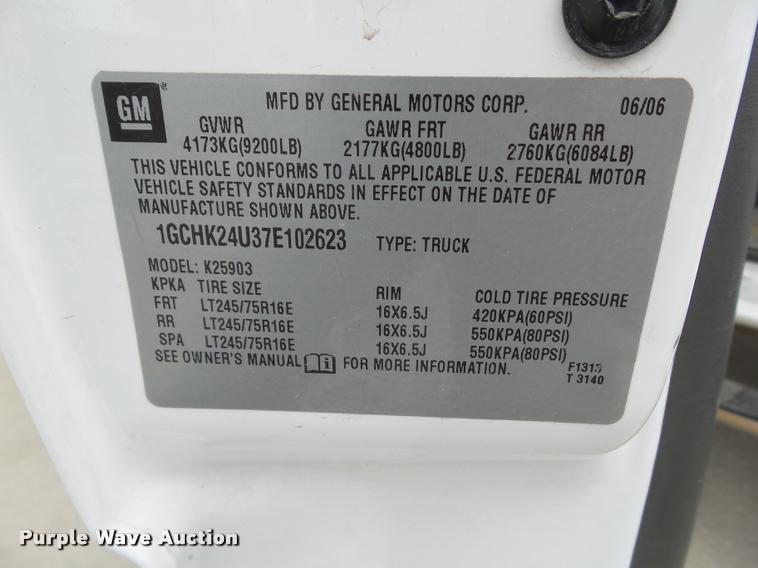 GM
MFD BY GENERAL MOTORS CORP. 06/06
GVWR GAWR FRT GAWR RR
4173KG(9200LB) 2177KG(4800LB) 2760KG(6084LB)
THIS VEHICLE CONFORMS TO ALL APPLICABLE U.S. FEDERAL MOTOR
VEHICLE SAFETY STANDARDS IN EFFECT ON THE DATE OF
MANUFACTURE SHOWN ABOVE.
1GCHK24U37E102623 TYPE: TRUCK
MODEL: K25903
KPKA TIRE SIZE RIM COLD TIRE PRESSURE
FRT LT245/75R16E 16X6.5J 420KPA(60PSI)
RR LT245/75R16E 16X6.5J 550KPA(80PSI)
SPA LT245/75R16E 16X6.5J 550KPA(80PSI)
SEE OWNER'S MANUAL FOR MORE INFORMATION.
T 3140
Purple Wave Auction